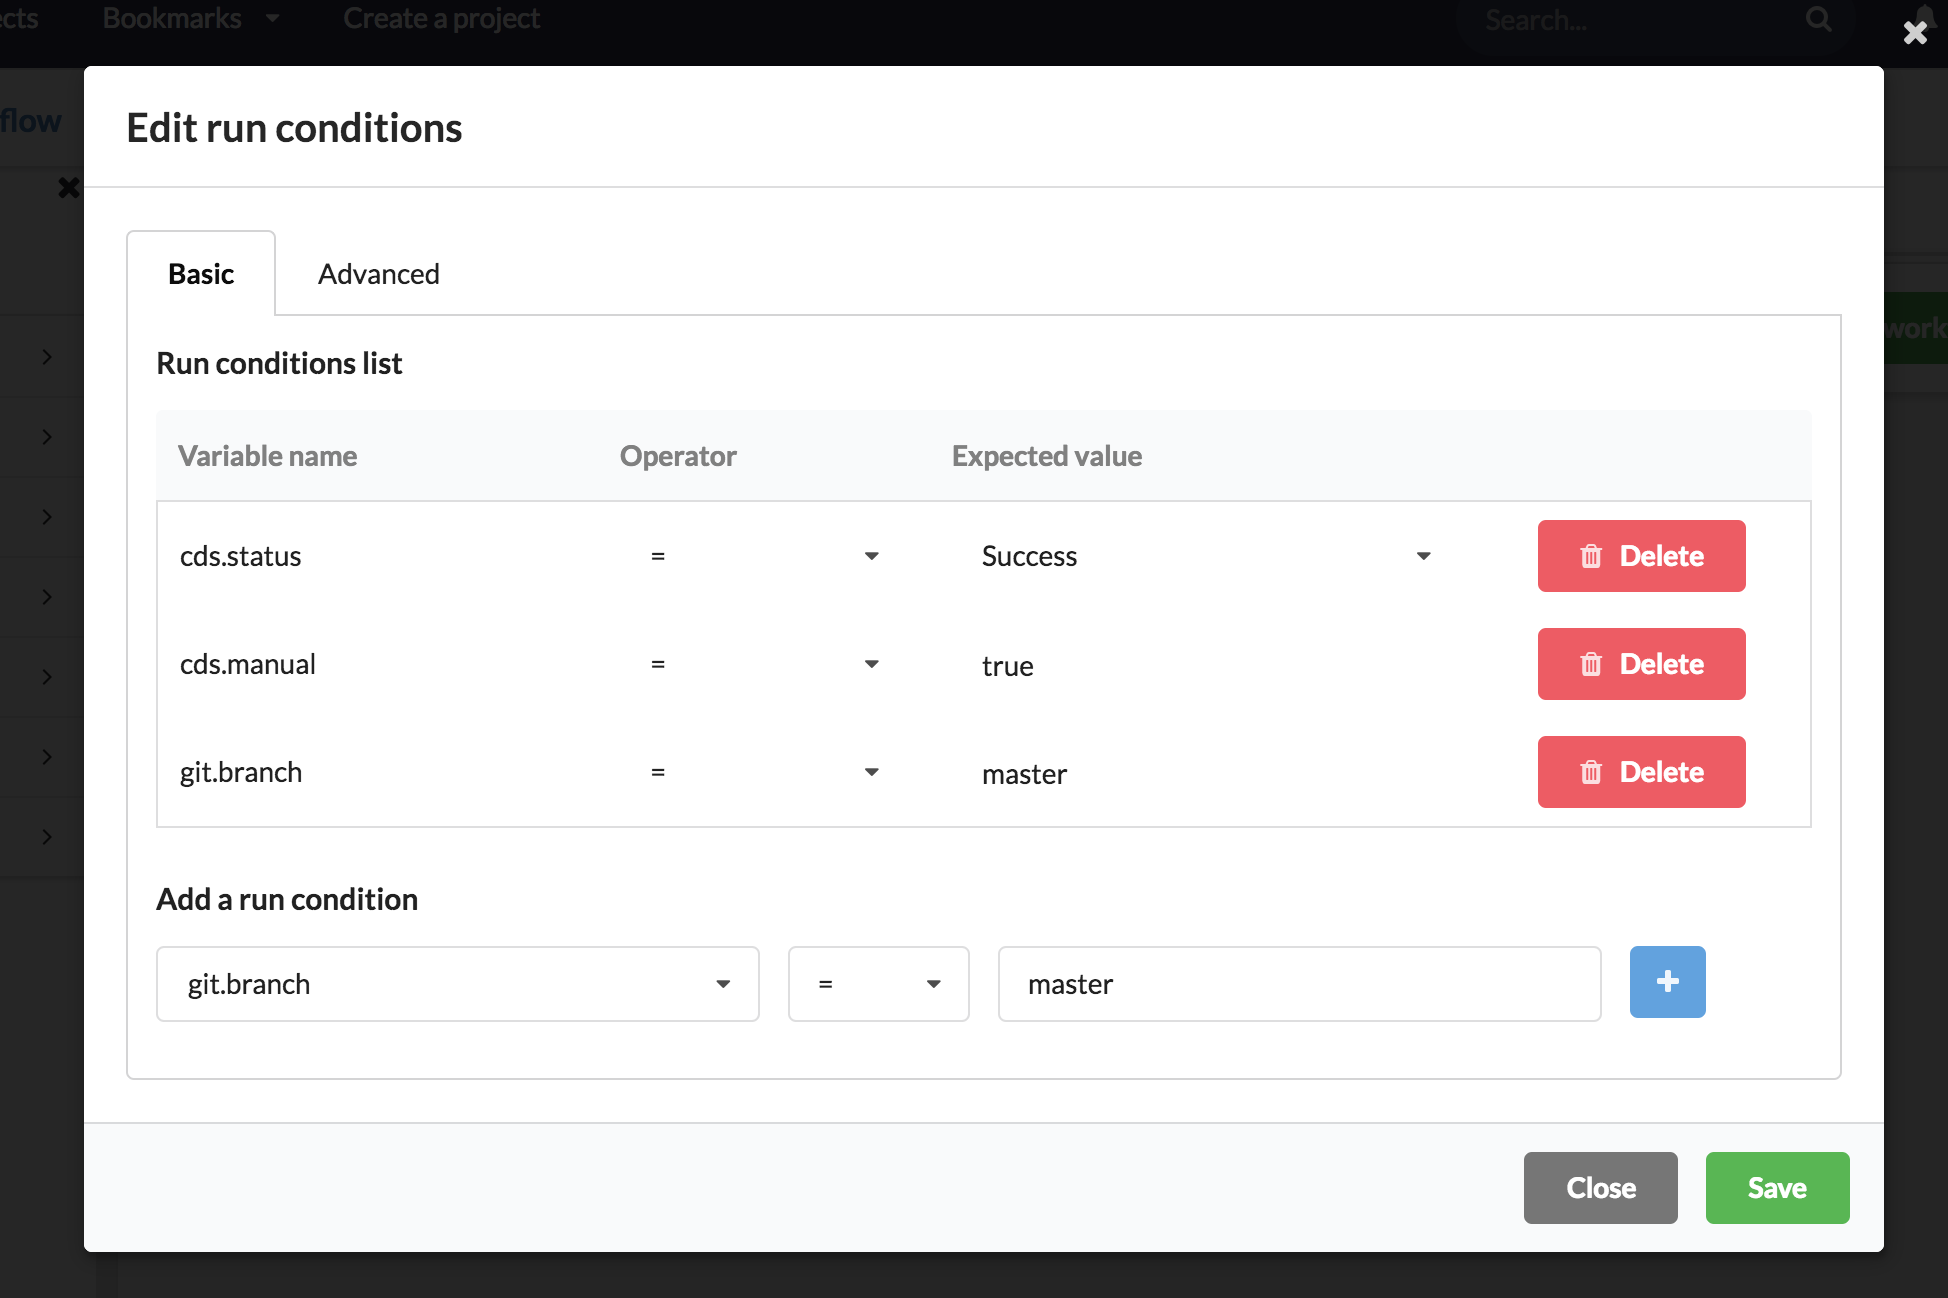 ects Bookmarks Create a project Search...
flow
Edit run conditions
Basic Advanced
work
Run conditions list
Variable name Operator Expected value
cds.status = Success Delete
cds.manual = true Delete
git.branch = master Delete
Add a run condition
git.branch = master +
Close Save